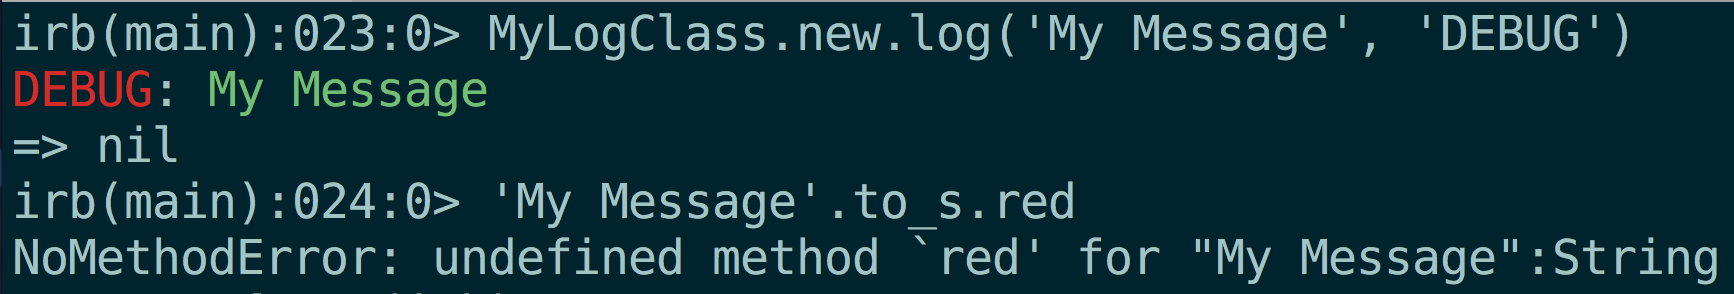 irb(main):023:0> MyLogClass.new.log('My Message', 'DEBUG')
DEBUG: My Message
=> nil
irb(main):024:0> 'My Message'.to_s.red
NoMethodError: undefined method `red' for "My Message":String